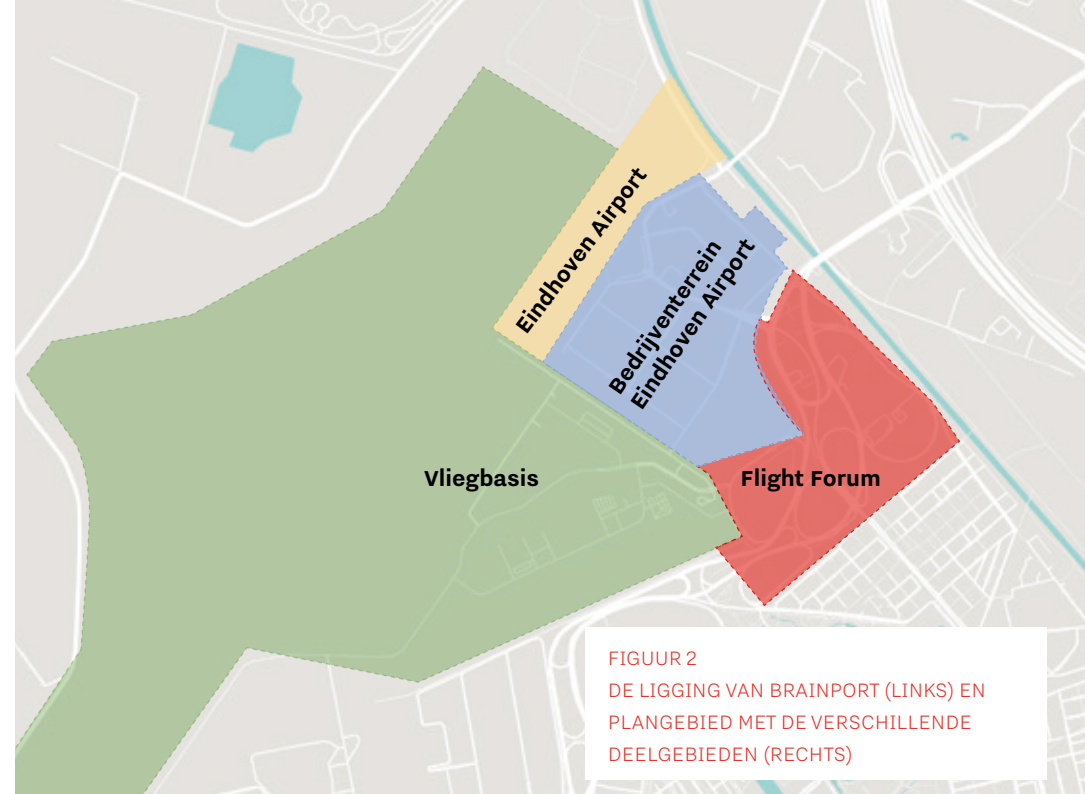 Eindhoven Airport
Bedrijventerrein
Eindhoven Airport
Vliegbasis
Flight Forum
FIGUUR 2
DE LIGGING VAN BRAINPORT (LINKS) EN
PLANGEBIED MET DE VERSCHILLENDE
DEELGEBIEDEN (RECHTS)